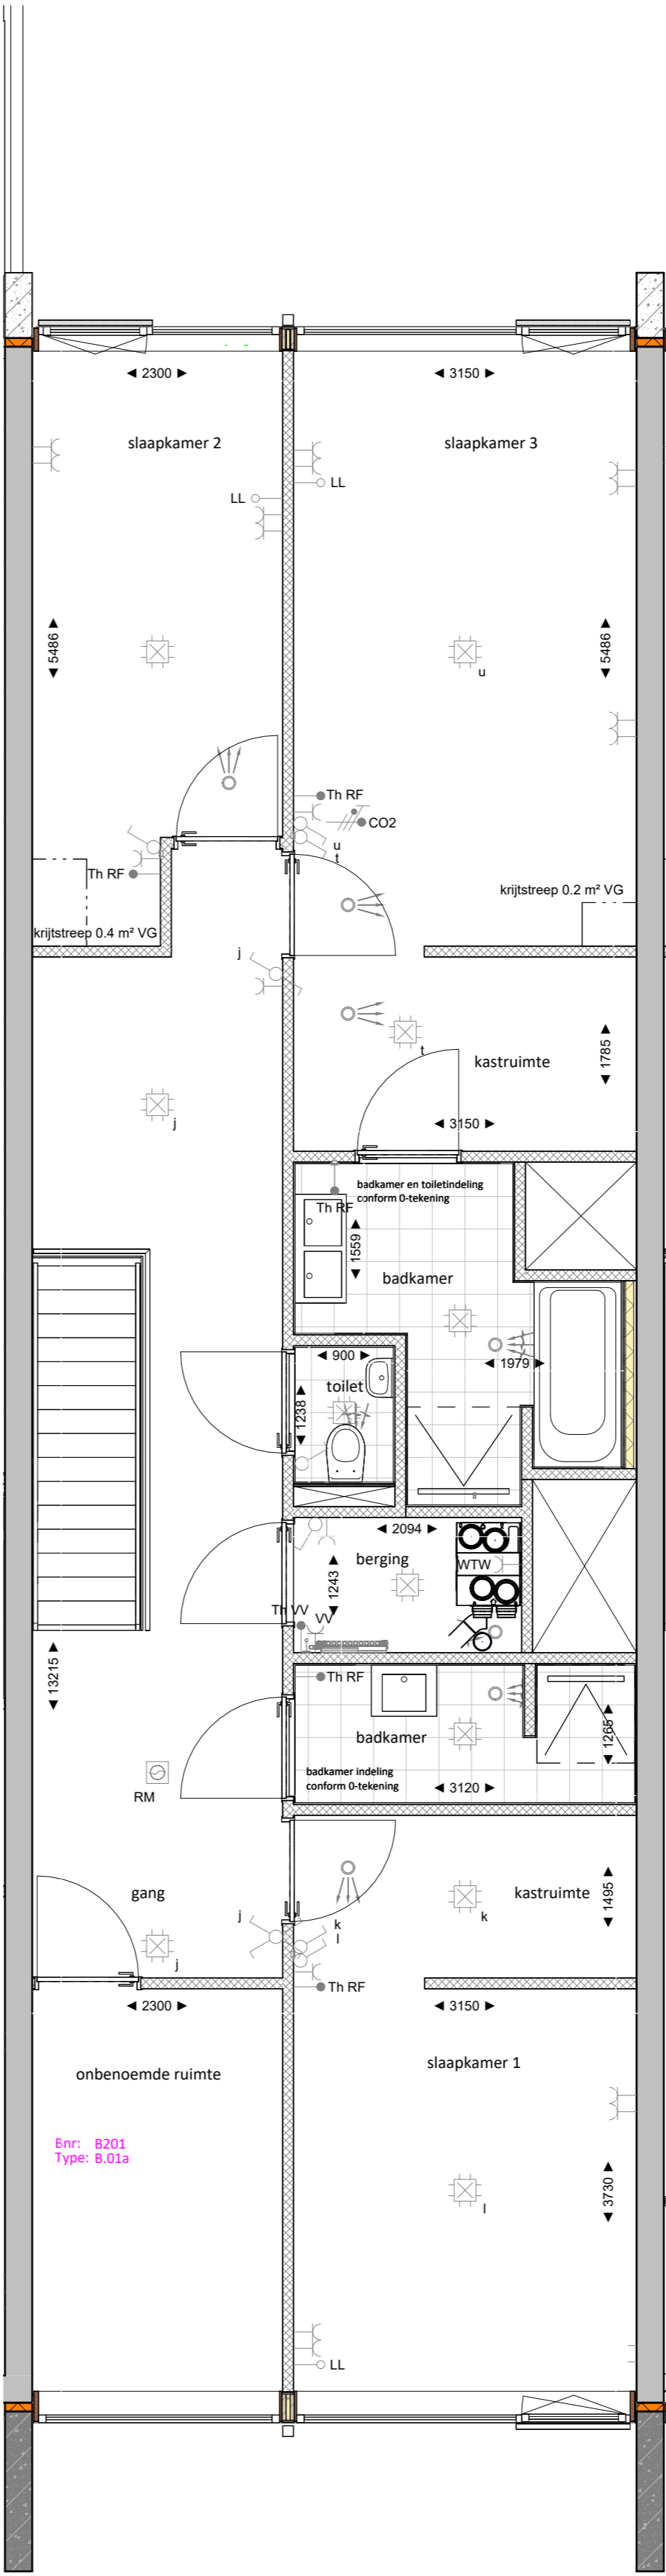 2300
3150
slaapkamer 2
slaapkamer 3
LL
LL
5486
5486
u
Th RF
CO2
u
t
Th RF
krijtstreep 0.2 m² VG
krijtstreep 0.4 m² VG
j
t
kastruimte
1785
j
3150
badkamer en toiletindeling
conform 0-tekening
Th RF
1559
badkamer
900
1979
toilet
1238
2094
berging
WTW
1243
Th VV
VV
13215
Th RF
badkamer
1265
badkamer indeling
conform 0-tekening
3120
RM
gang
kastruimte
1495
j
k
k
l
j
Th RF
2300
3150
slaapkamer 1
onbenoemde ruimte
Bnr: B201
Type: B.01a
3730
l
LL